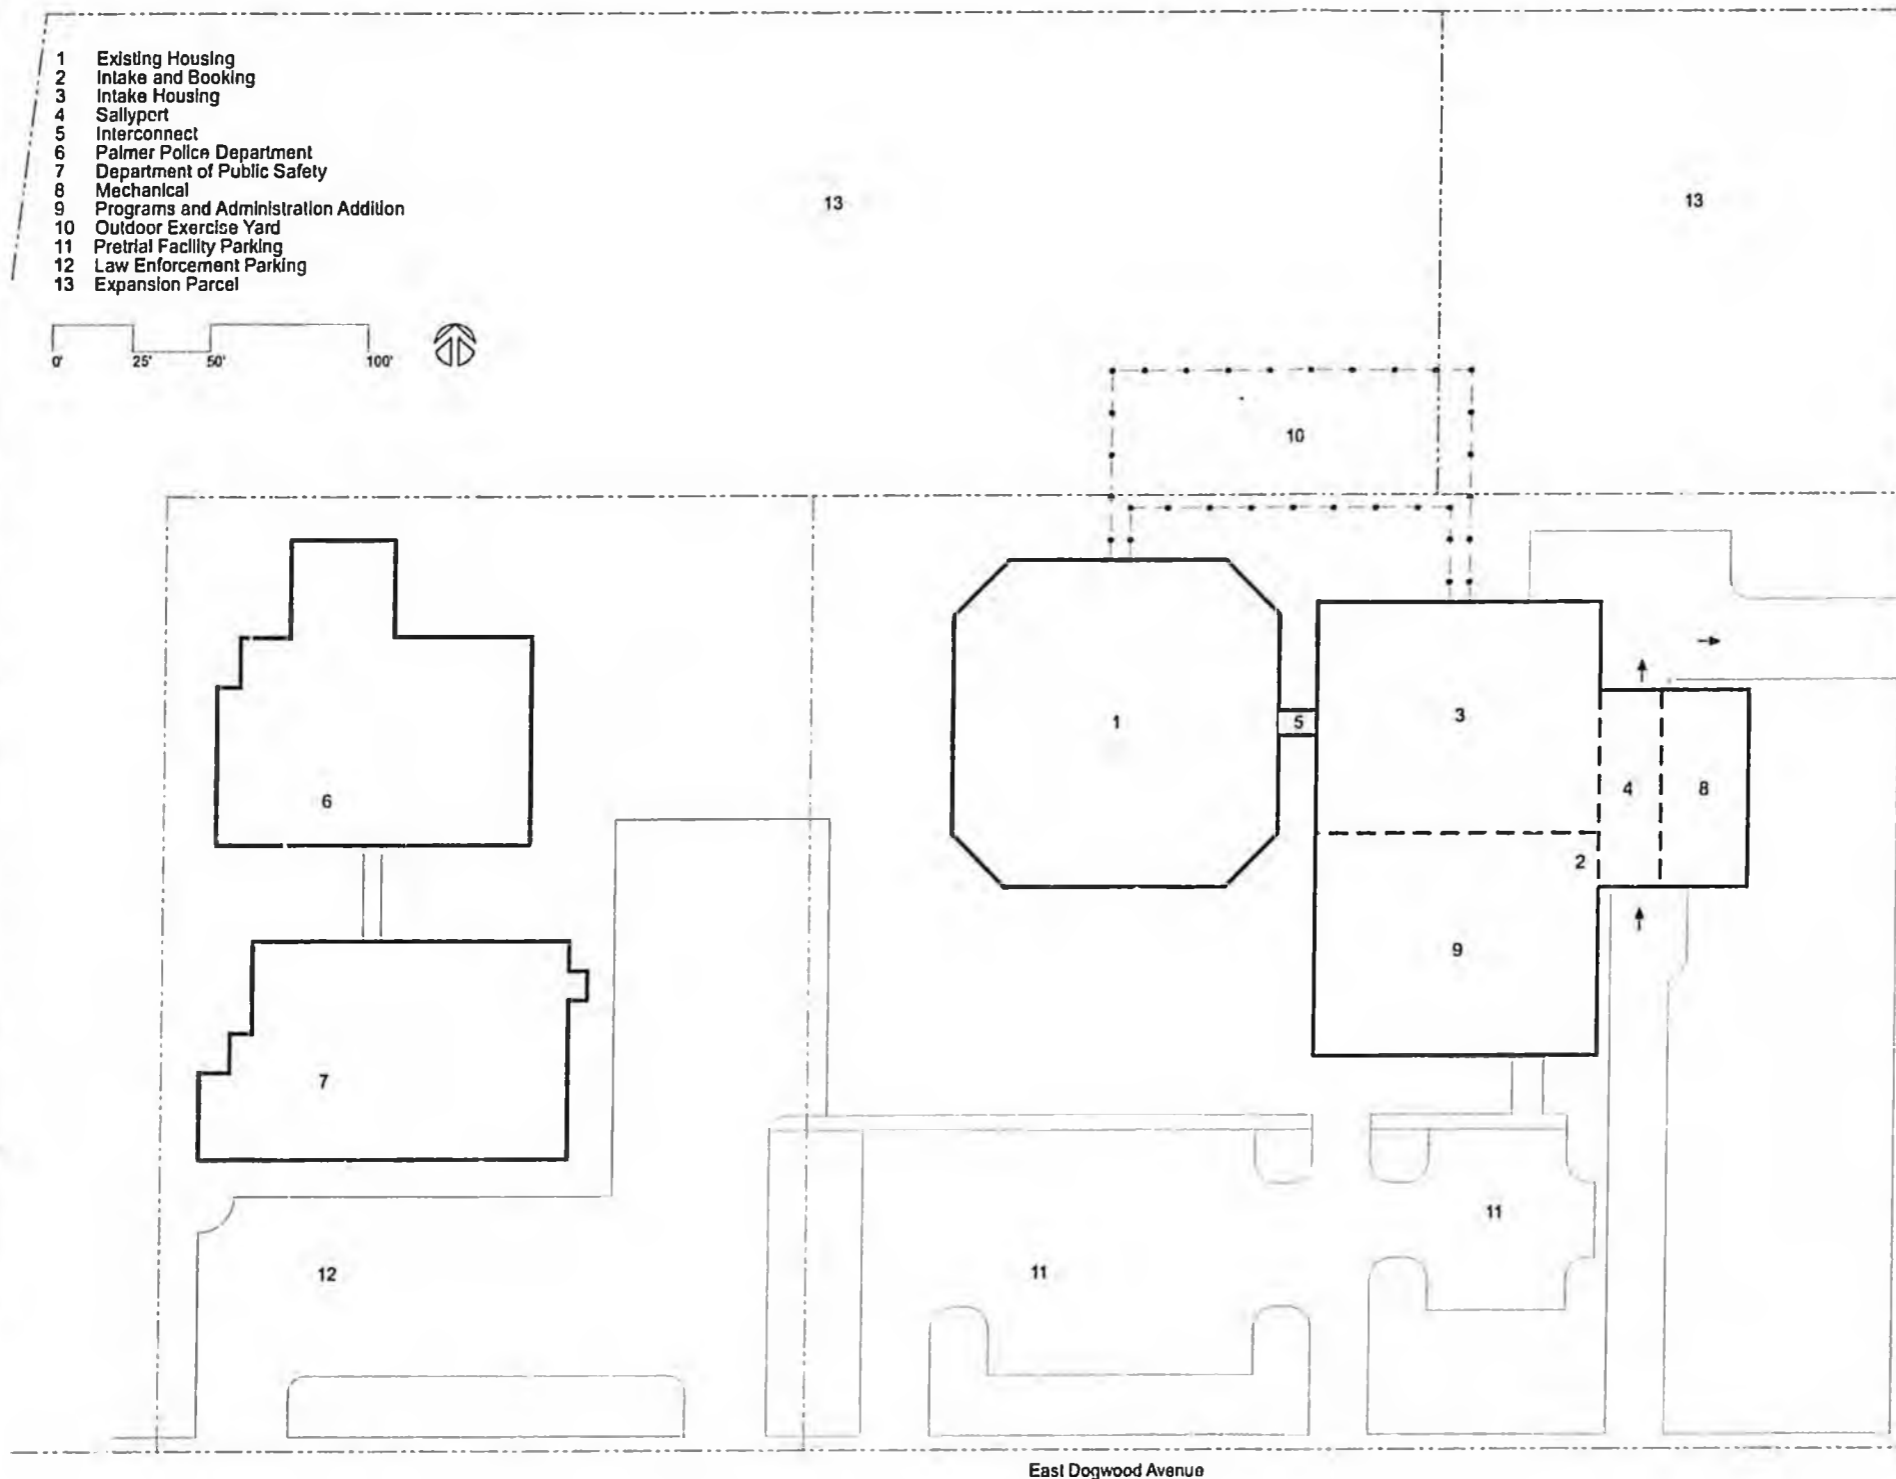 1 Existing Housing
2 Intake and Booking
3 Intake Housing
4 Sallyport
5 Interconnect
6 Palmer Police Department
7 Department of Public Safety
8 Mechanical
9 Programs and Administration Addition
10 Outdoor Exercise Yard
11 Pretrial Facility Parking
12 Law Enforcement Parking
13 Expansion Parcel
0' 25' 50' 100'
13
13
10
1
5
3
6
4
8
2
9
7
11
12
11
East Dogwood Avenue